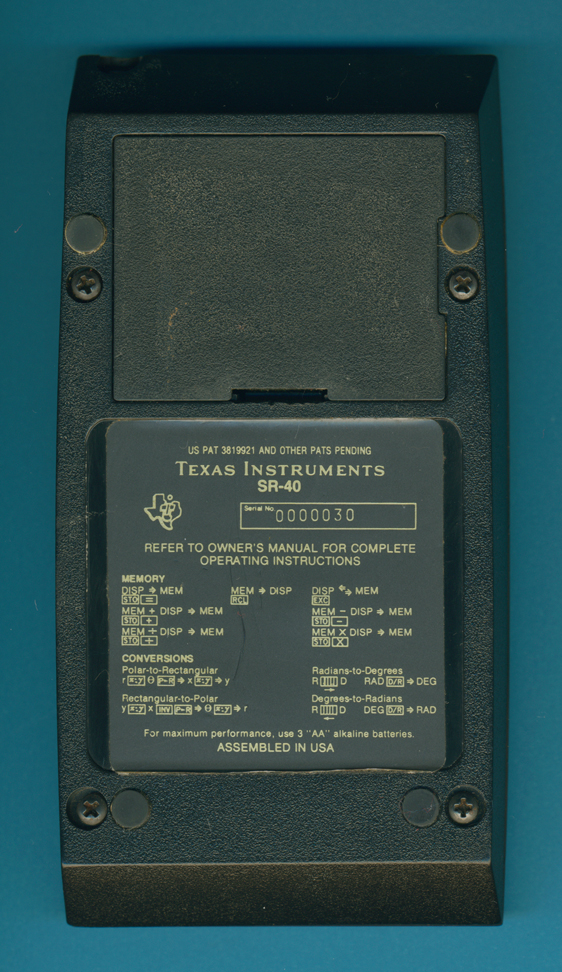 US PAT 3819921 AND OTHER PATS PENDING
TEXAS INSTRUMENTS
SR-40
Serial No. 0000030
REFER TO OWNER'S MANUAL FOR COMPLETE
OPERATING INSTRUCTIONS
MEMORY
DISP ➔ MEM MEM ➔ DISP DISP ⇆ MEM
STO = RCL EXC
MEM + DISP ➔ MEM MEM − DISP ➔ MEM
STO + STO −
MEM ÷ DISP ➔ MEM MEM X DISP ➔ MEM
STO ÷ STO X
CONVERSIONS
Polar-to-Rectangular Radians-to-Degrees
r x:y θ P-R ➔ x x:y ➔ y R D RAD D/R ➔ DEG
Rectangular-to-Polar Degrees-to-Radians
y x:y x INV P-R ➔ θ x:y ➔ r R D DEG D/R ➔ RAD
For maximum performance, use 3 "AA" alkaline batteries.
ASSEMBLED IN USA